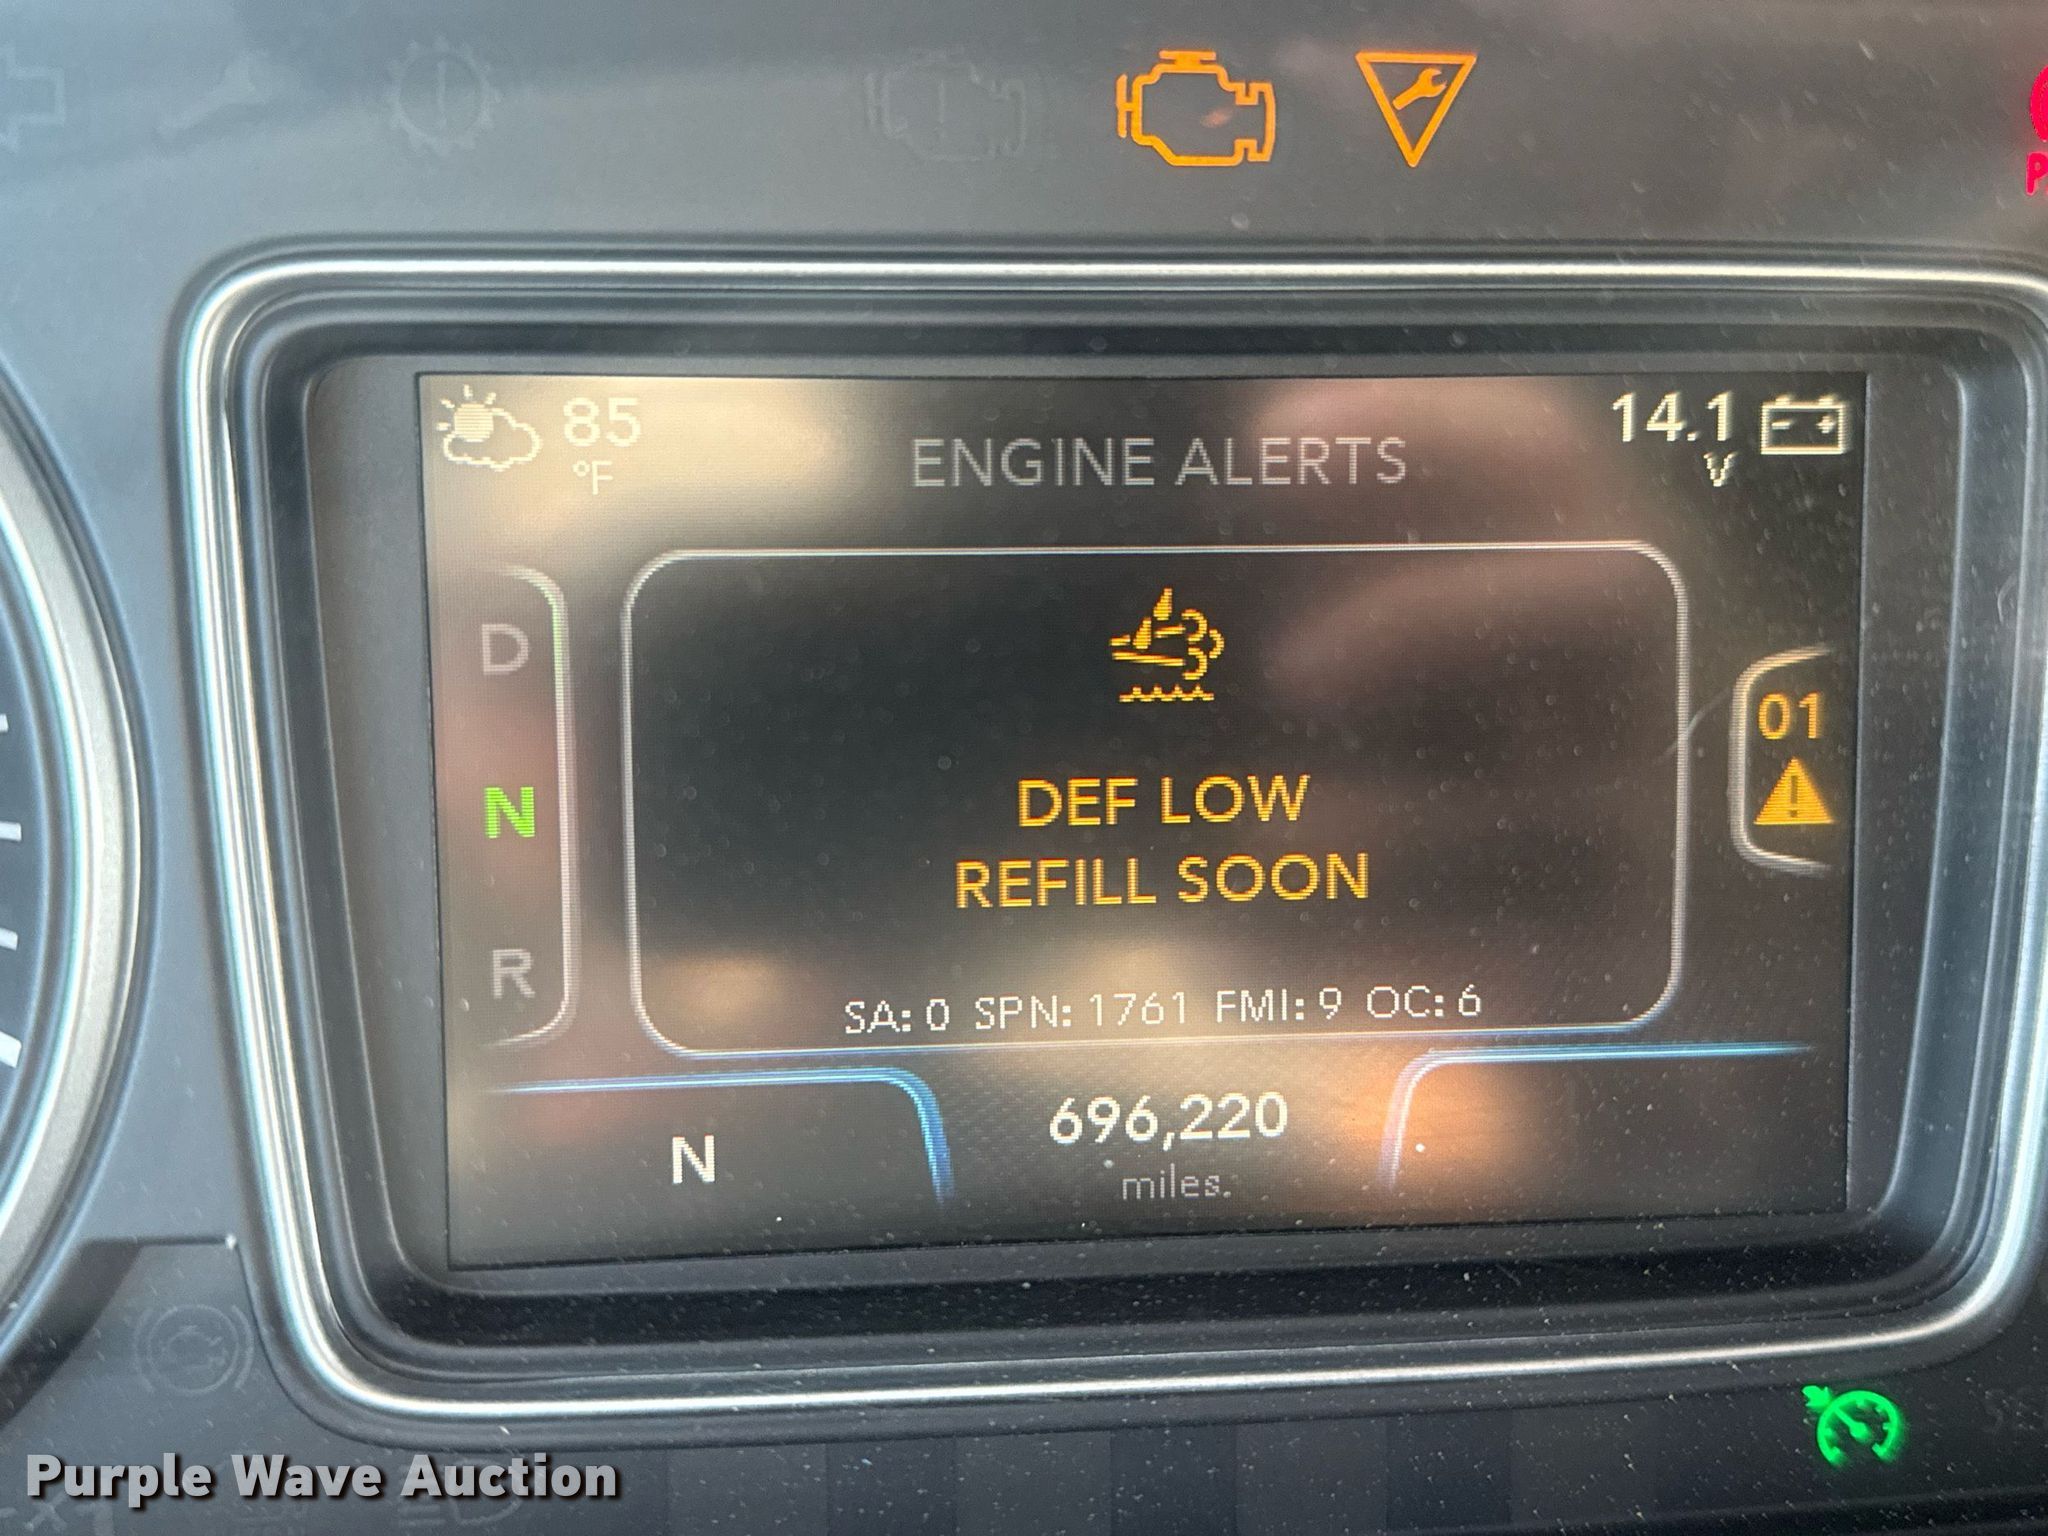 85
°F
ENGINE ALERTS
14.1
V
D
N
R
DEF LOW
REFILL SOON
01
SA: 0 SPN: 1761 FMI: 9 OC: 6
N
696,220
miles.
Purple Wave Auction